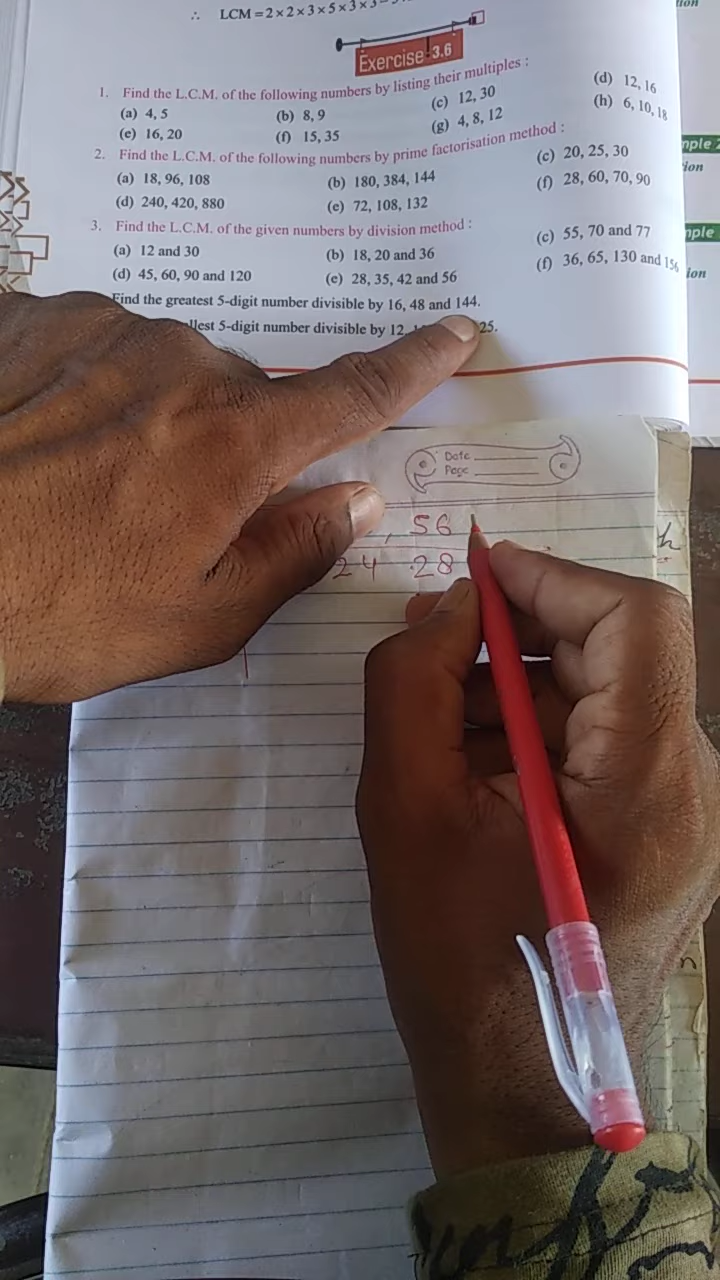 ∴ LCM = 2 × 2 × 3 × 5 × 3 × 3
Exercise 3.6
1. Find the L.C.M. of the following numbers by listing their multiples :
(a) 4, 5 (b) 8, 9 (c) 12, 30 (d) 12, 16
(e) 16, 20 (f) 15, 35 (g) 4, 8, 12 (h) 6, 10, 18
2. Find the L.C.M. of the following numbers by prime factorisation method :
(a) 18, 96, 108 (b) 180, 384, 144 (c) 20, 25, 30
(d) 240, 420, 880 (e) 72, 108, 132 (f) 28, 60, 70, 90
3. Find the L.C.M. of the given numbers by division method :
(a) 12 and 30 (b) 18, 20 and 36 (c) 55, 70 and 77
(d) 45, 60, 90 and 120 (e) 28, 35, 42 and 56 (f) 36, 65, 130 and 156
Find the greatest 5-digit number divisible by 16, 48 and 144.
5-digit number divisible by 12, 25.
Date
Page
, 56
24 28